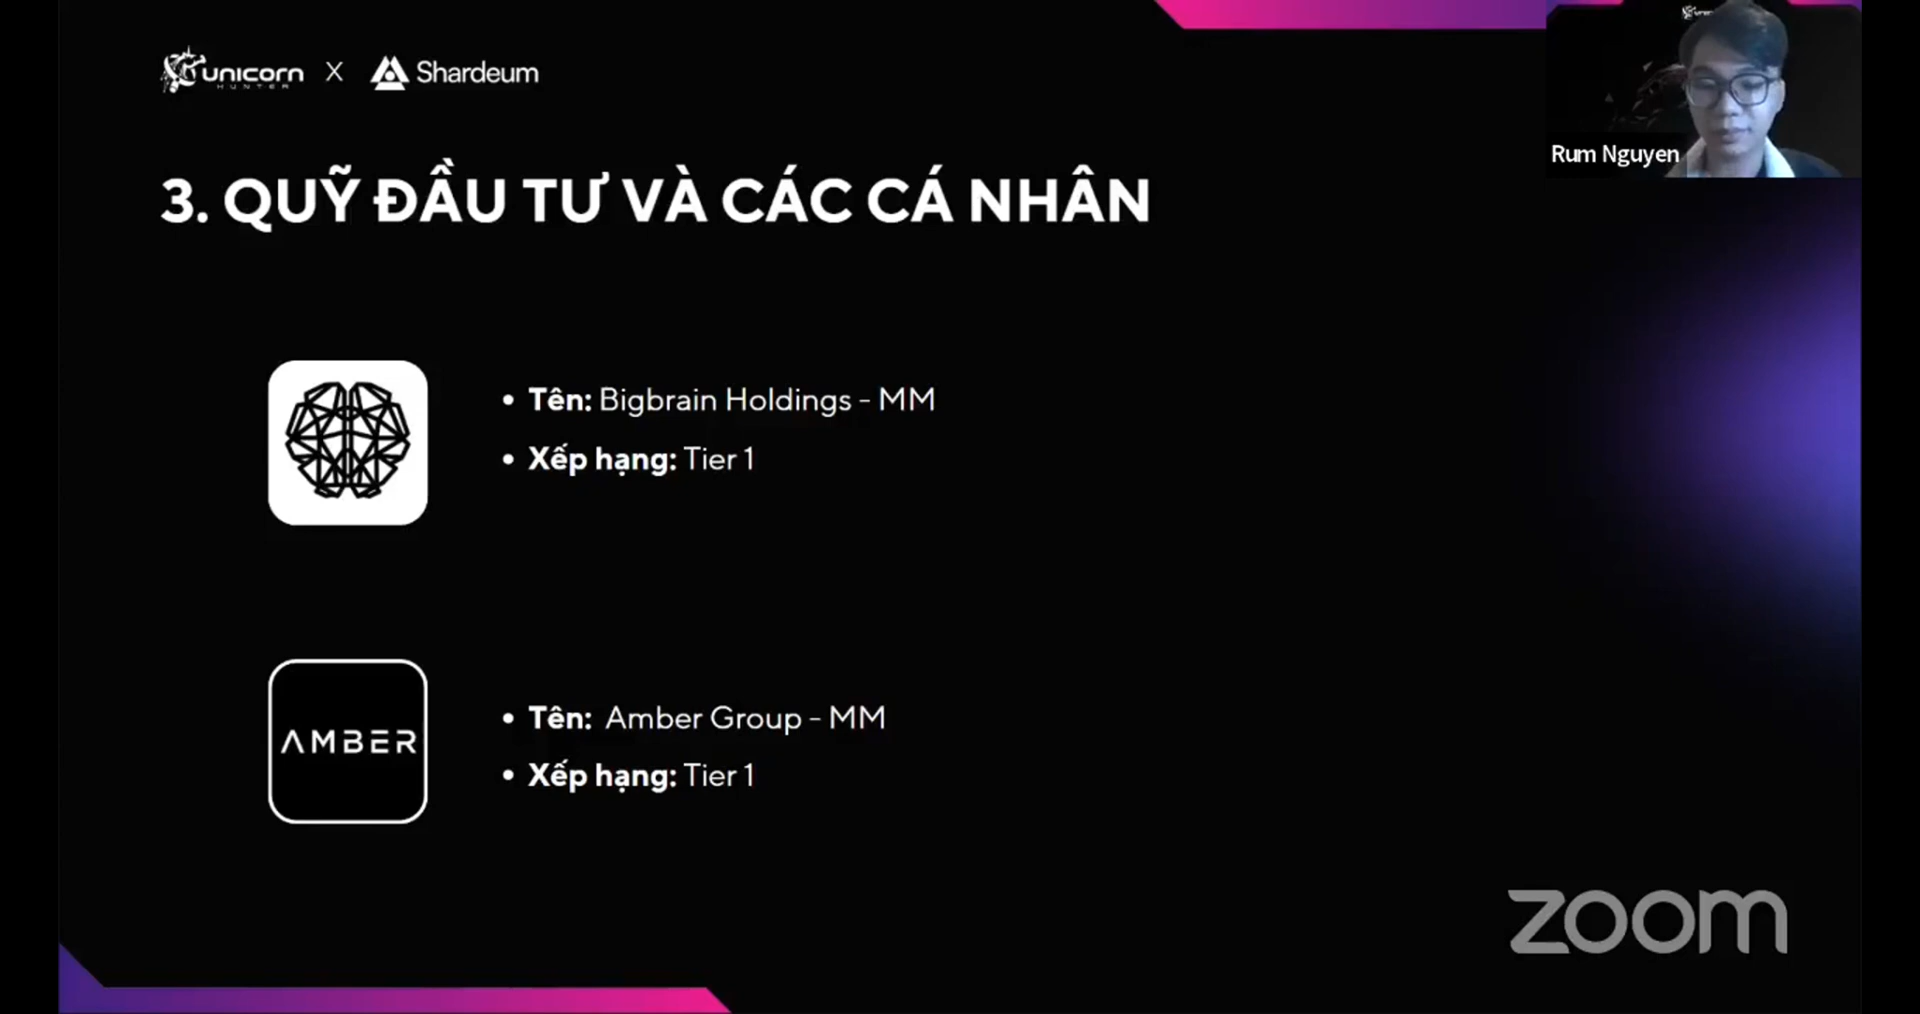 unicorn
HUNTER
X
Shardeum
Rum Nguyen
3. QUỸ ĐẦU TƯ VÀ CÁC CÁ NHÂN
• Tên: Bigbrain Holdings - MM
• Xếp hạng: Tier 1
AMBER
• Tên: Amber Group - MM
• Xếp hạng: Tier 1
zoom